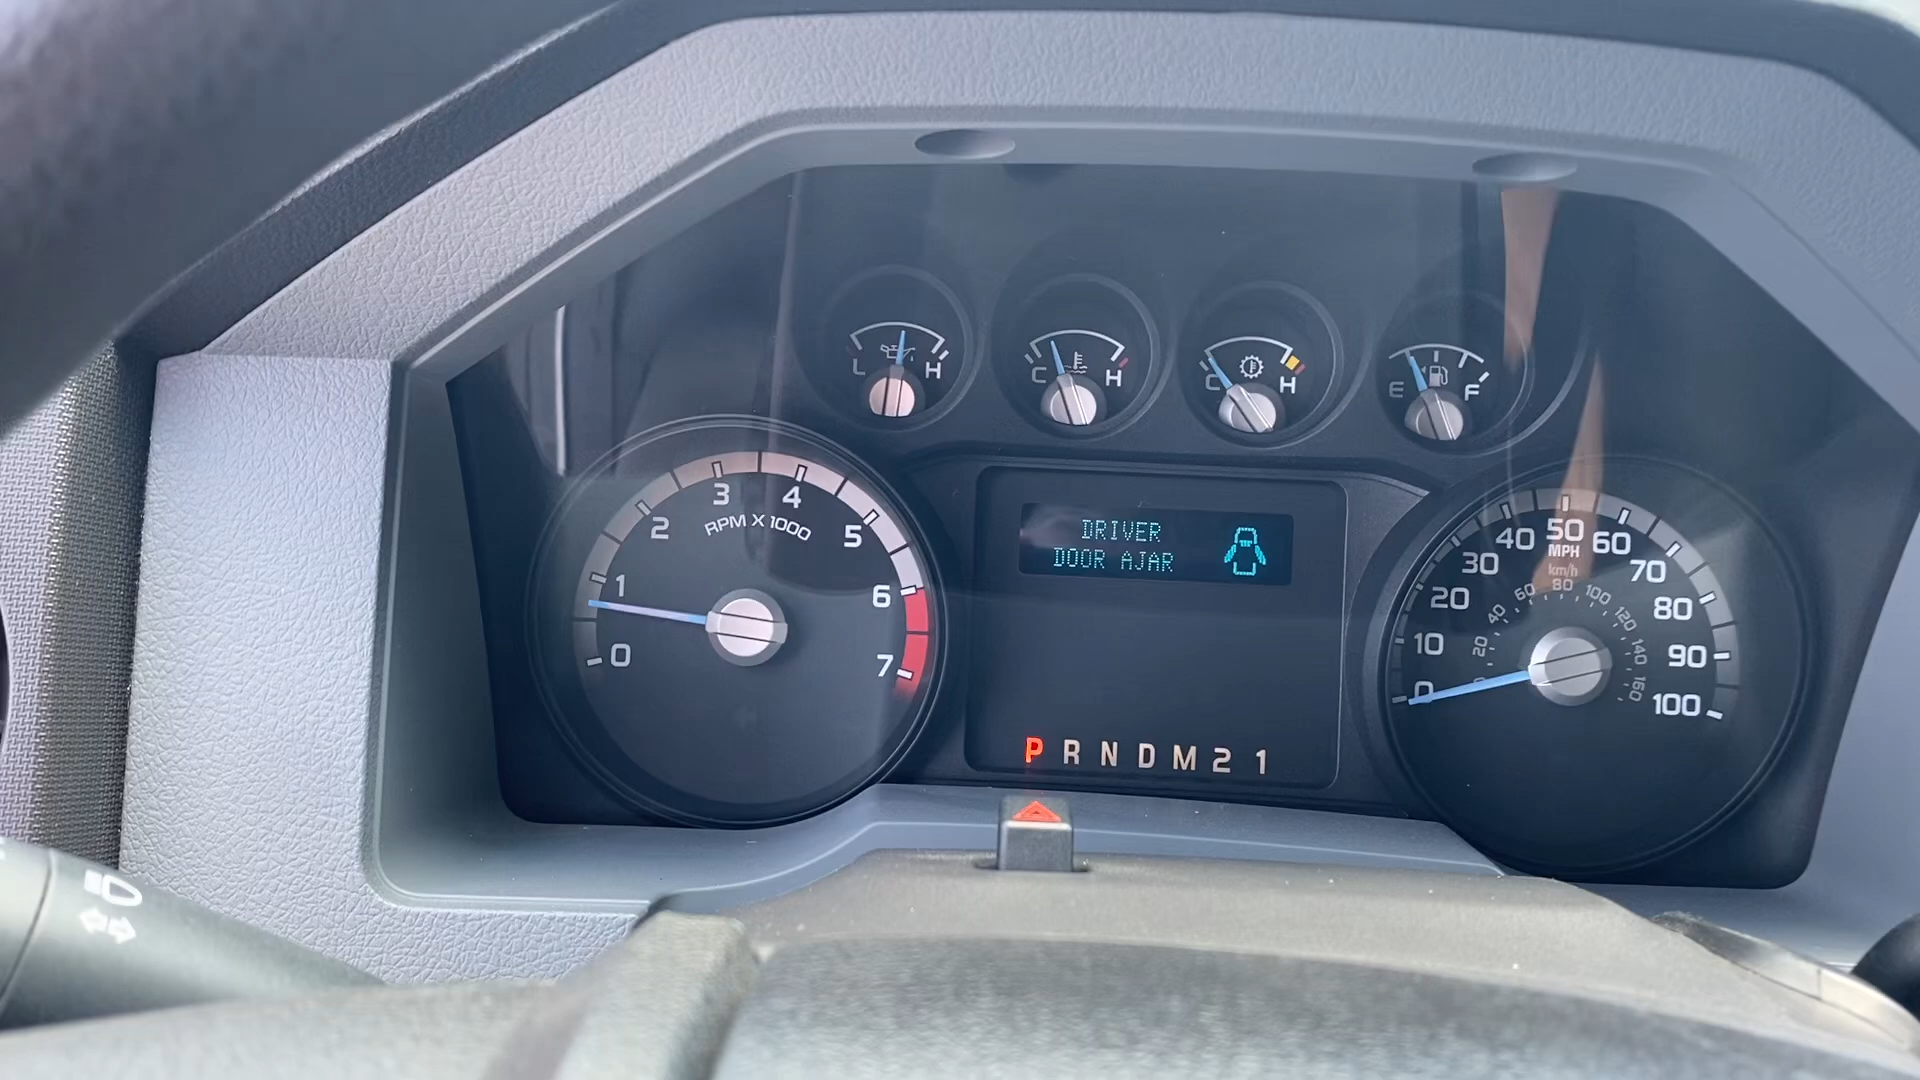 L H
C H
C H
E F
0 1 2 3 4 5 6 7
RPM X 1000
DRIVER
DOOR AJAR
0 10 20 30 40 50 60 70 80 90 100
MPH
km/h
0 20 40 60 80 100 120 140 160
P R N D M 2 1